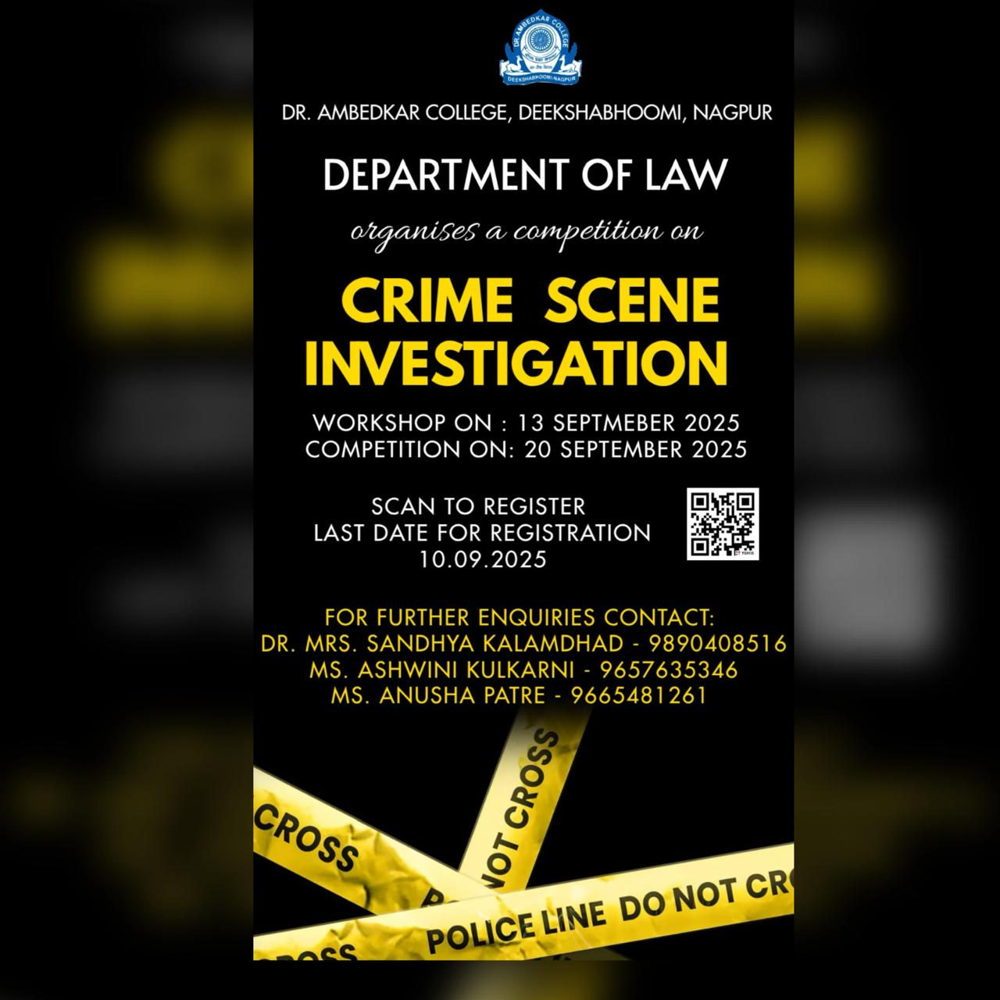 DR. AMBEDKAR COLLEGE
DEEKSHABHOOMI-NAGPUR
DR. AMBEDKAR COLLEGE, DEEKSHABHOOMI, NAGPUR
DEPARTMENT OF LAW
organises a competition on
CRIME SCENE
INVESTIGATION
WORKSHOP ON : 13 SEPTMEBER 2025
COMPETITION ON: 20 SEPTEMBER 2025
SCAN TO REGISTER
LAST DATE FOR REGISTRATION
10.09.2025
FOR FURTHER ENQUIRIES CONTACT:
DR. MRS. SANDHYA KALAMDHAD - 9890408516
MS. ASHWINI KULKARNI - 9657635346
MS. ANUSHA PATRE - 9665481261
NOT CROSS
CROSS
POLICE LINE DO NOT CRO
ROSS